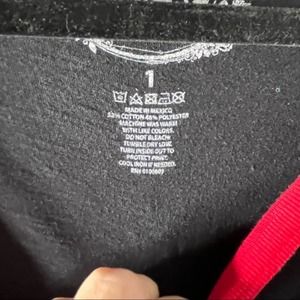 1
MADE IN MEXICO
52% COTTON 48% POLYESTER
MACHINE WAS WARM
WITH LIKE COLORS.
DO NOT BLEACH.
TUMBLE DRY LOW.
TURN INSIDE OUT TO
PROTECT PRINT.
COOL IRON IF NEEDED.